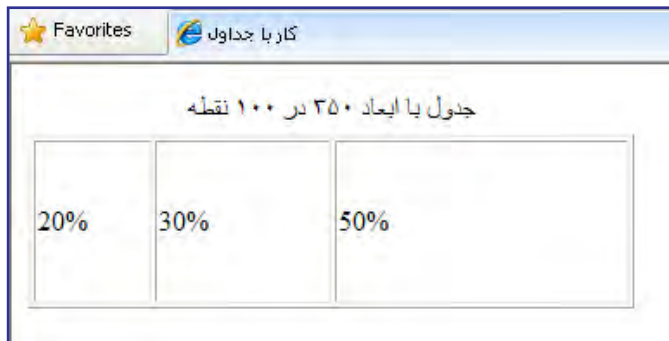 Favorites
کار با جداول
جدول با ابعاد ۳۵۰ در ۱۰۰ نقطه
20% 30% 50%